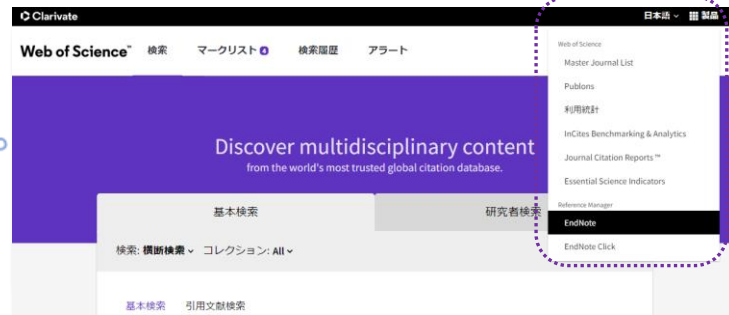 Clarivate
日本語 製品
Web of Science™ 検索 マークリスト 4 検索履歴 アラート
Discover multidisciplinary content
from the world's most trusted global citation database.
基本検索 研究者検索
検索: 横断検索 コレクション: All
基本検索 引用文献検索
Web of Science
Master Journal List
Publons
利用統計
InCites Benchmarking & Analytics
Journal Citation Reports ™
Essential Science Indicators
Reference Manager
EndNote
EndNote Click